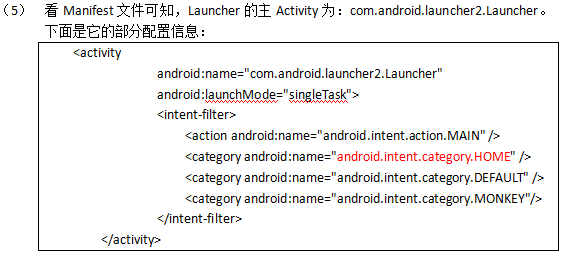 （5） 看 Manifest 文件可知，Launcher 的主 Activity 为：com.android.launcher2.Launcher。
下面是它的部分配置信息：
<activity
android:name="com.android.launcher2.Launcher"
android:launchMode="singleTask">
<intent-filter>
<action android:name="android.intent.action.MAIN" />
<category android:name="android.intent.category.HOME" />
<category android:name="android.intent.category.DEFAULT" />
<category android:name="android.intent.category.MONKEY"/>
</intent-filter>
</activity>